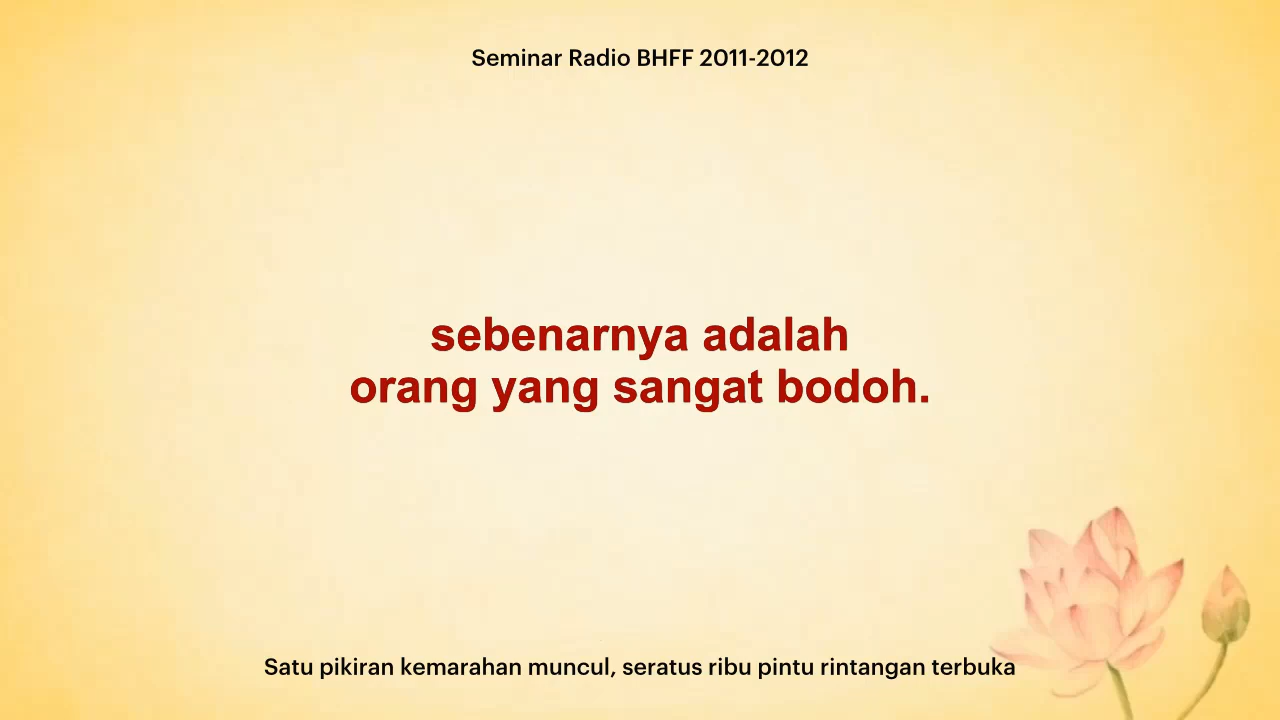 Seminar Radio BHFF 2011-2012
sebenarnya adalah
orang yang sangat bodoh.
Satu pikiran kemarahan muncul, seratus ribu pintu rintangan terbuka